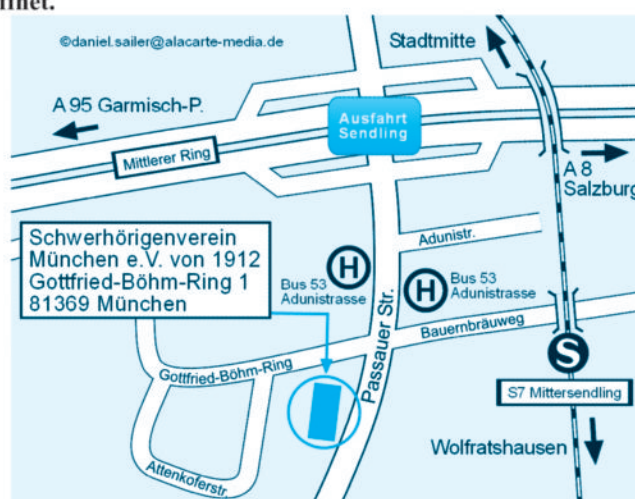 ffnet.
©daniel.sailer@alacarte-media.de
Stadtmitte
A 95 Garmisch-P.
Ausfahrt
Sendling
Mittlerer Ring
A 8
Salzburg
Schwerhörigenverein
München e.V. von 1912
Gottfried-Böhm-Ring 1
81369 München
Adunistr.
H
Bus 53
Adunistrasse
H
Bus 53
Adunistrasse
Passauer Str.
Bauernbräuweg
S
Gottfried-Böhm-Ring
S7 Mittersendling
Attenkoferstr.
Wolfratshausen